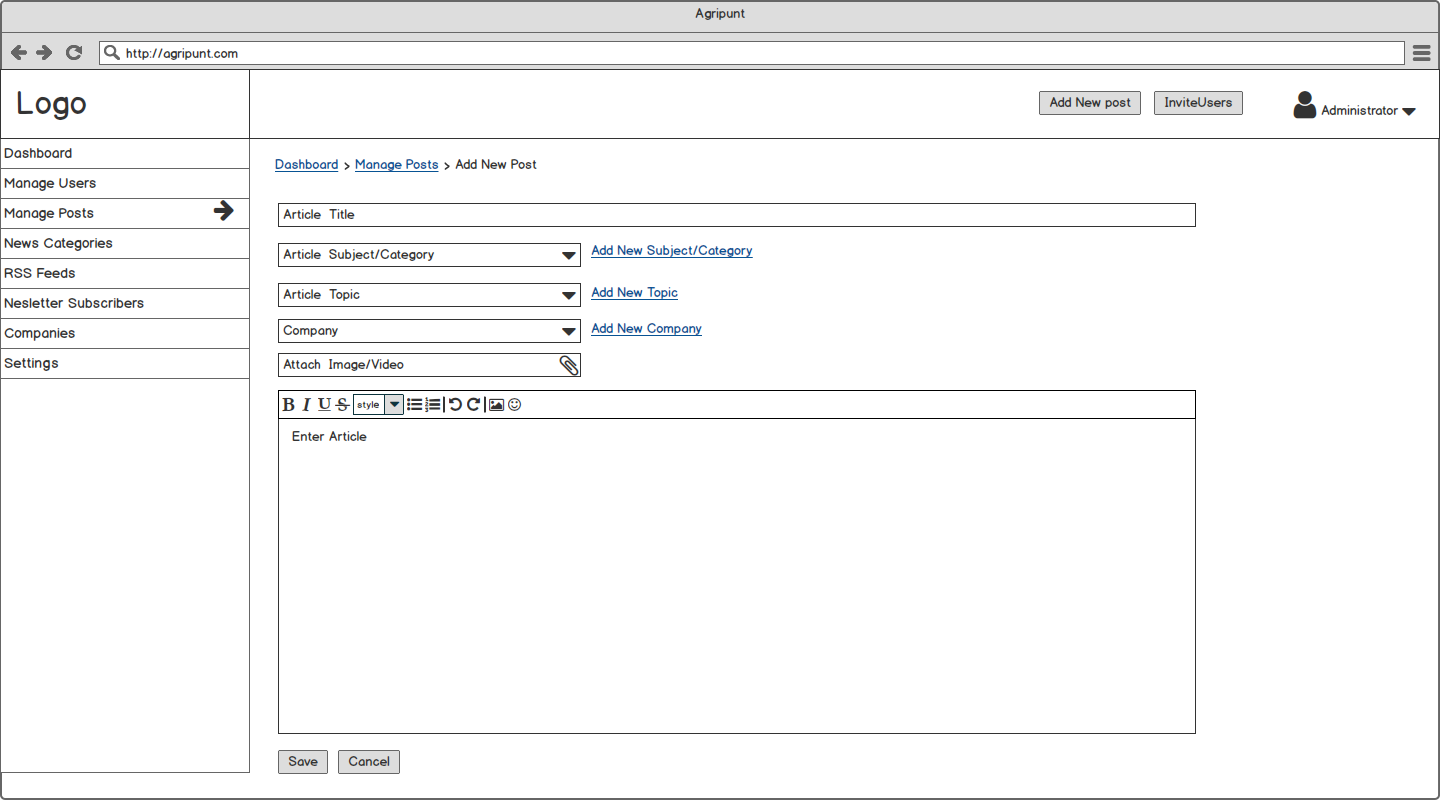 Agripunt
http://agripunt.com
Logo
Add New post
InviteUsers
Administrator
Dashboard
Manage Users
Manage Posts
News Categories
RSS Feeds
Nesletter Subscribers
Companies
Settings
Dashboard > Manage Posts > Add New Post
Article Title
Article Subject/Category
Add New Subject/Category
Article Topic
Add New Topic
Company
Add New Company
Attach Image/Video
B I U S style
Enter Article
Save
Cancel